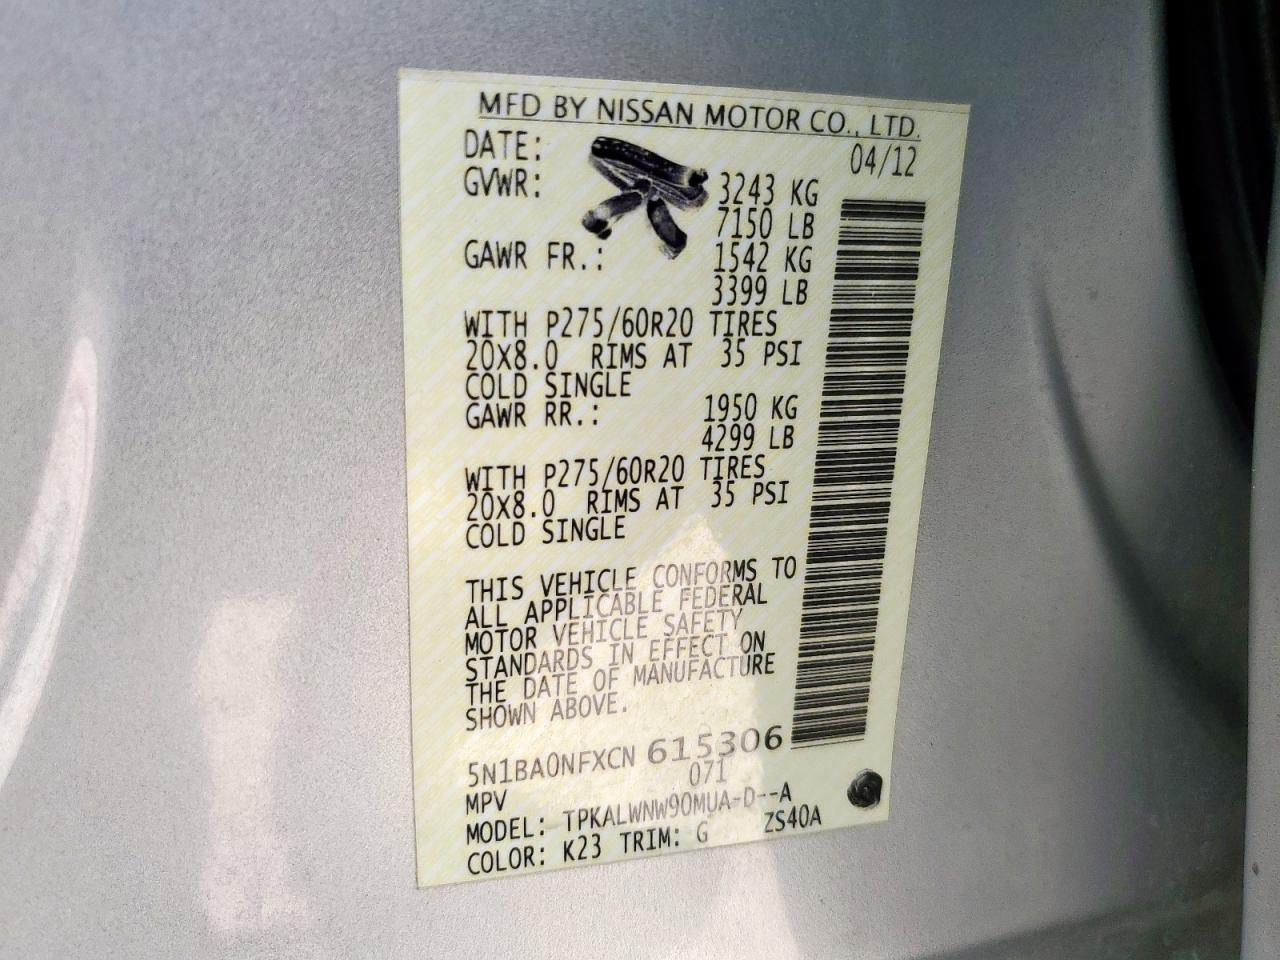 MFD BY NISSAN MOTOR CO., LTD.
DATE: 04/12
GVWR: 3243 KG
7150 LB
GAWR FR.: 1542 KG
3399 LB
WITH P275/60R20 TIRES
20X8.0 RIMS AT 35 PSI
COLD SINGLE
GAWR RR.: 1950 KG
4299 LB
WITH P275/60R20 TIRES
20X8.0 RIMS AT 35 PSI
COLD SINGLE
THIS VEHICLE CONFORMS TO
ALL APPLICABLE FEDERAL
MOTOR VEHICLE SAFETY
STANDARDS IN EFFECT ON
THE DATE OF MANUFACTURE
SHOWN ABOVE.
5N1BA0NFXCN 615306
MPV 071
MODEL: TPKALWNW90MUA-D--A
COLOR: K23 TRIM: G ZS40A